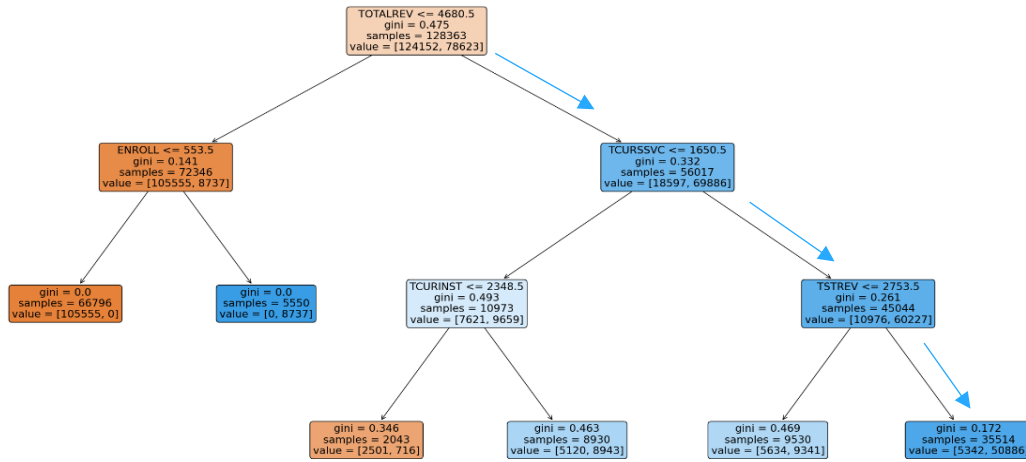 TOTALREV <= 4680.5
gini = 0.475
samples = 128363
value = [124152, 78623]
ENROLL <= 553.5
gini = 0.141
samples = 72346
value = [105555, 8737]
TCURSSVC <= 1650.5
gini = 0.332
samples = 56017
value = [18597, 69886]
gini = 0.0
samples = 66796
value = [105555, 0]
gini = 0.0
samples = 5550
value = [0, 8737]
TCURINST <= 2348.5
gini = 0.493
samples = 10973
value = [7621, 9659]
TSTREV <= 2753.5
gini = 0.261
samples = 45044
value = [10976, 60227]
gini = 0.346
samples = 2043
value = [2501, 716]
gini = 0.463
samples = 8930
value = [5120, 8943]
gini = 0.469
samples = 9530
value = [5634, 9341]
gini = 0.172
samples = 35514
value = [5342, 50886]